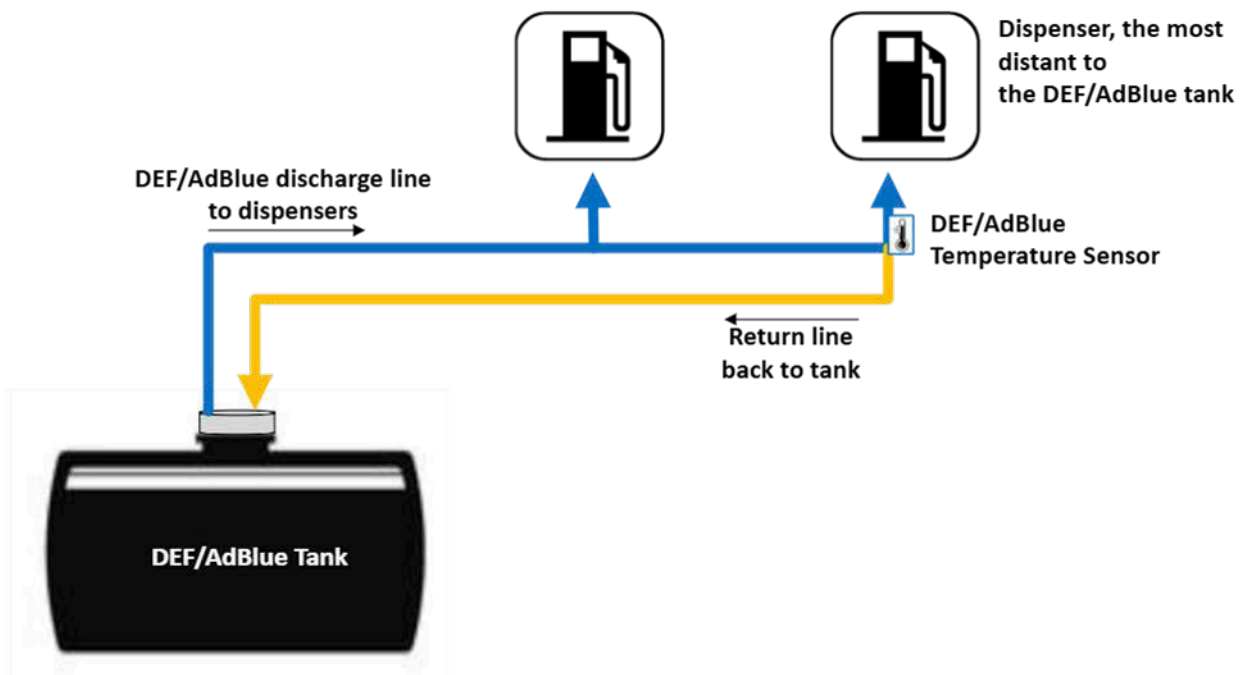 Dispenser, the most
distant to
the DEF/AdBlue tank
DEF/AdBlue discharge line
to dispensers
DEF/AdBlue
Temperature Sensor
Return line
back to tank
DEF/AdBlue Tank